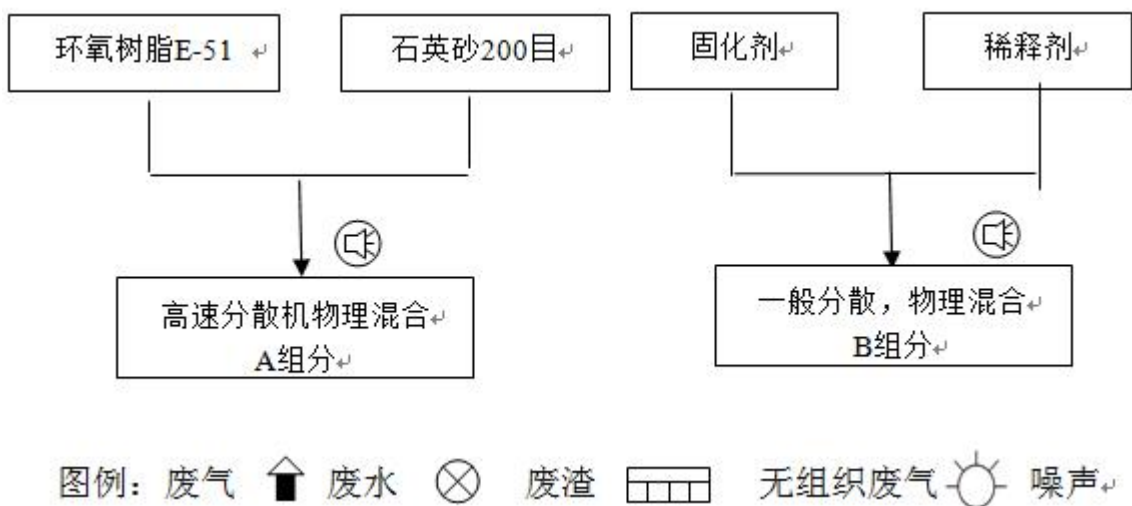 环氧树脂E-51
石英砂200目
固化剂
稀释剂
高速分散机物理混合
A组分
一般分散，物理混合
B组分
图例：废气 废水 废渣 无组织废气 噪声